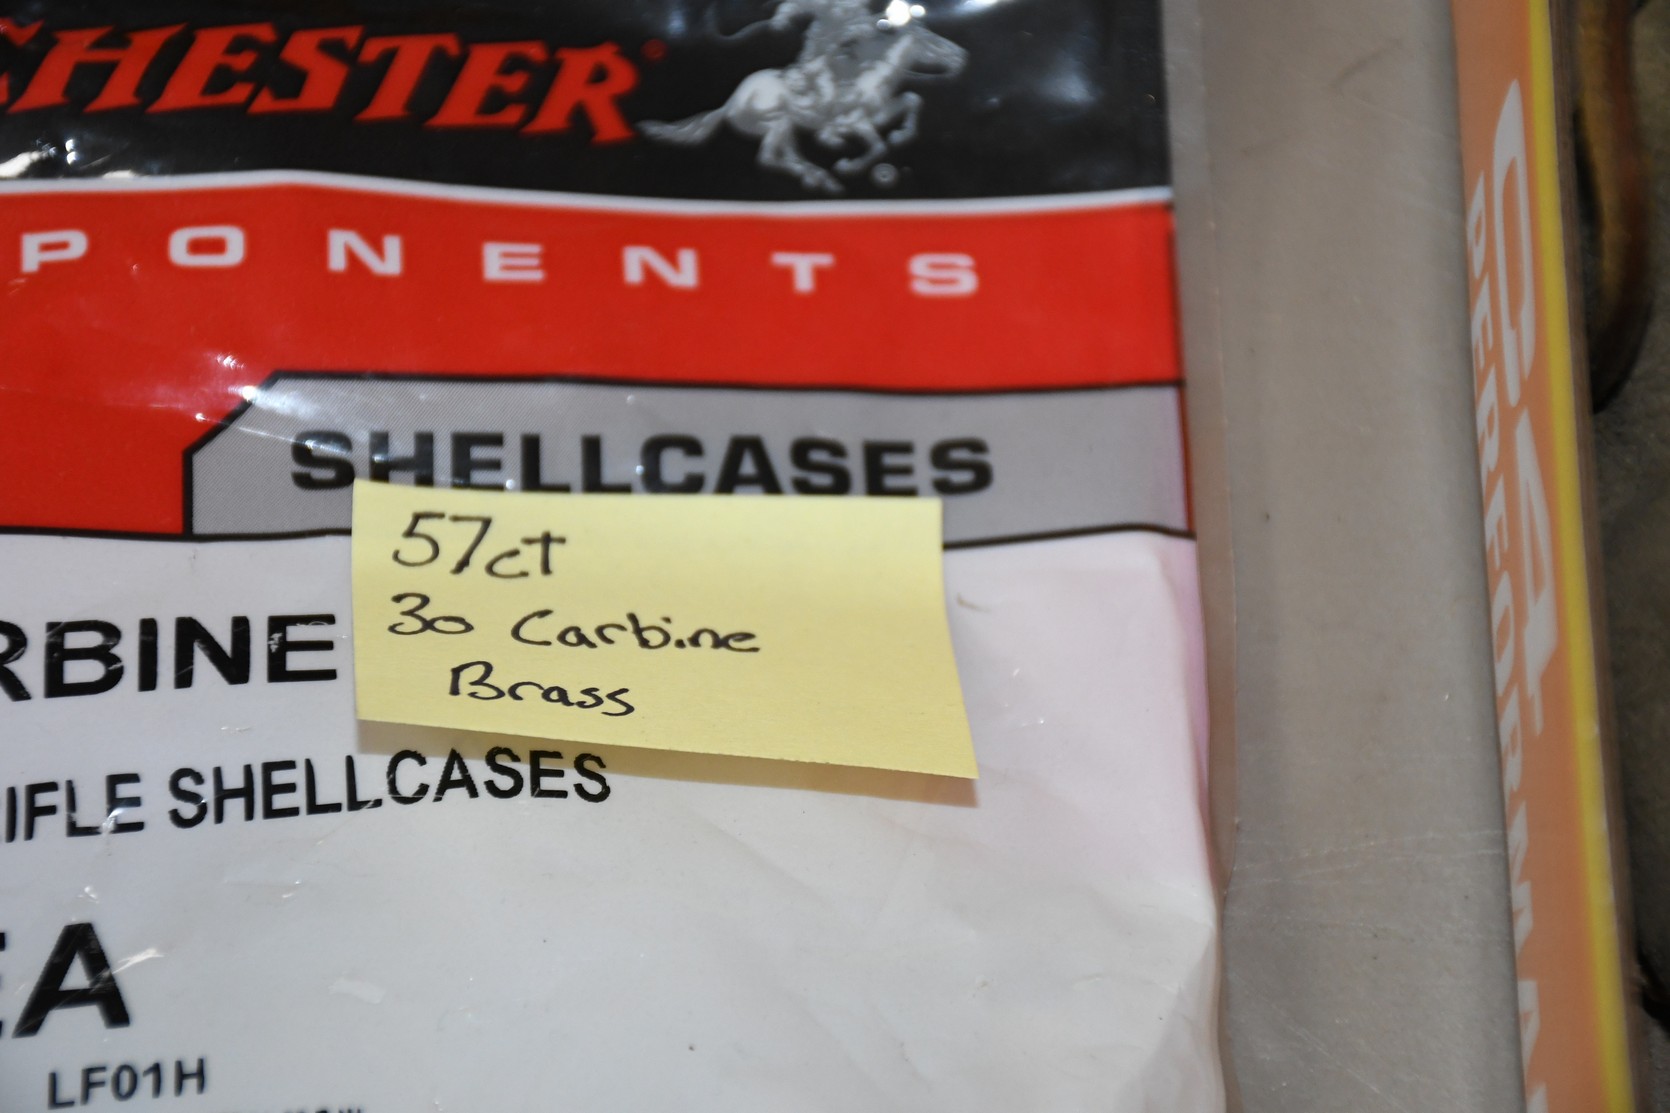 CHESTER®
PONENTS
SHELLCASES
57ct
30 Carbine
Brass
RBINE
IFLE SHELLCASES
EA
LF01H